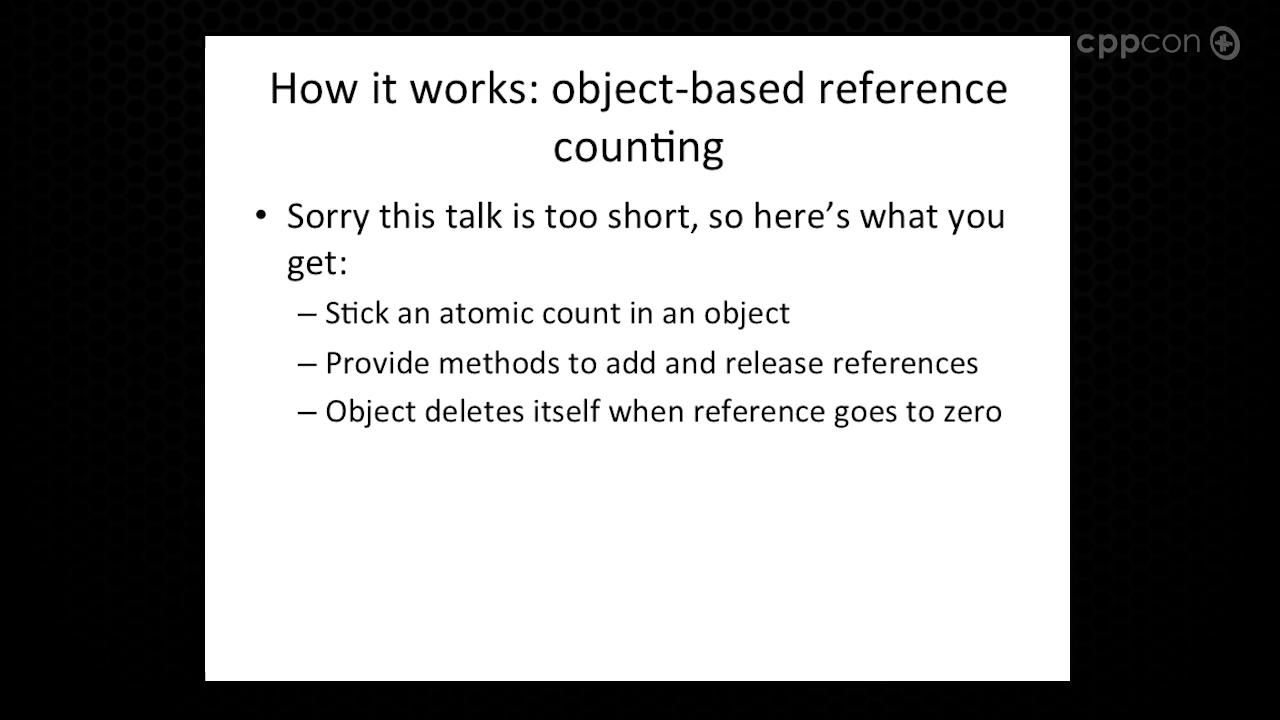 cppcon
How it works: object-based reference
counting
• Sorry this talk is too short, so here’s what you
get:
– Stick an atomic count in an object
– Provide methods to add and release references
– Object deletes itself when reference goes to zero